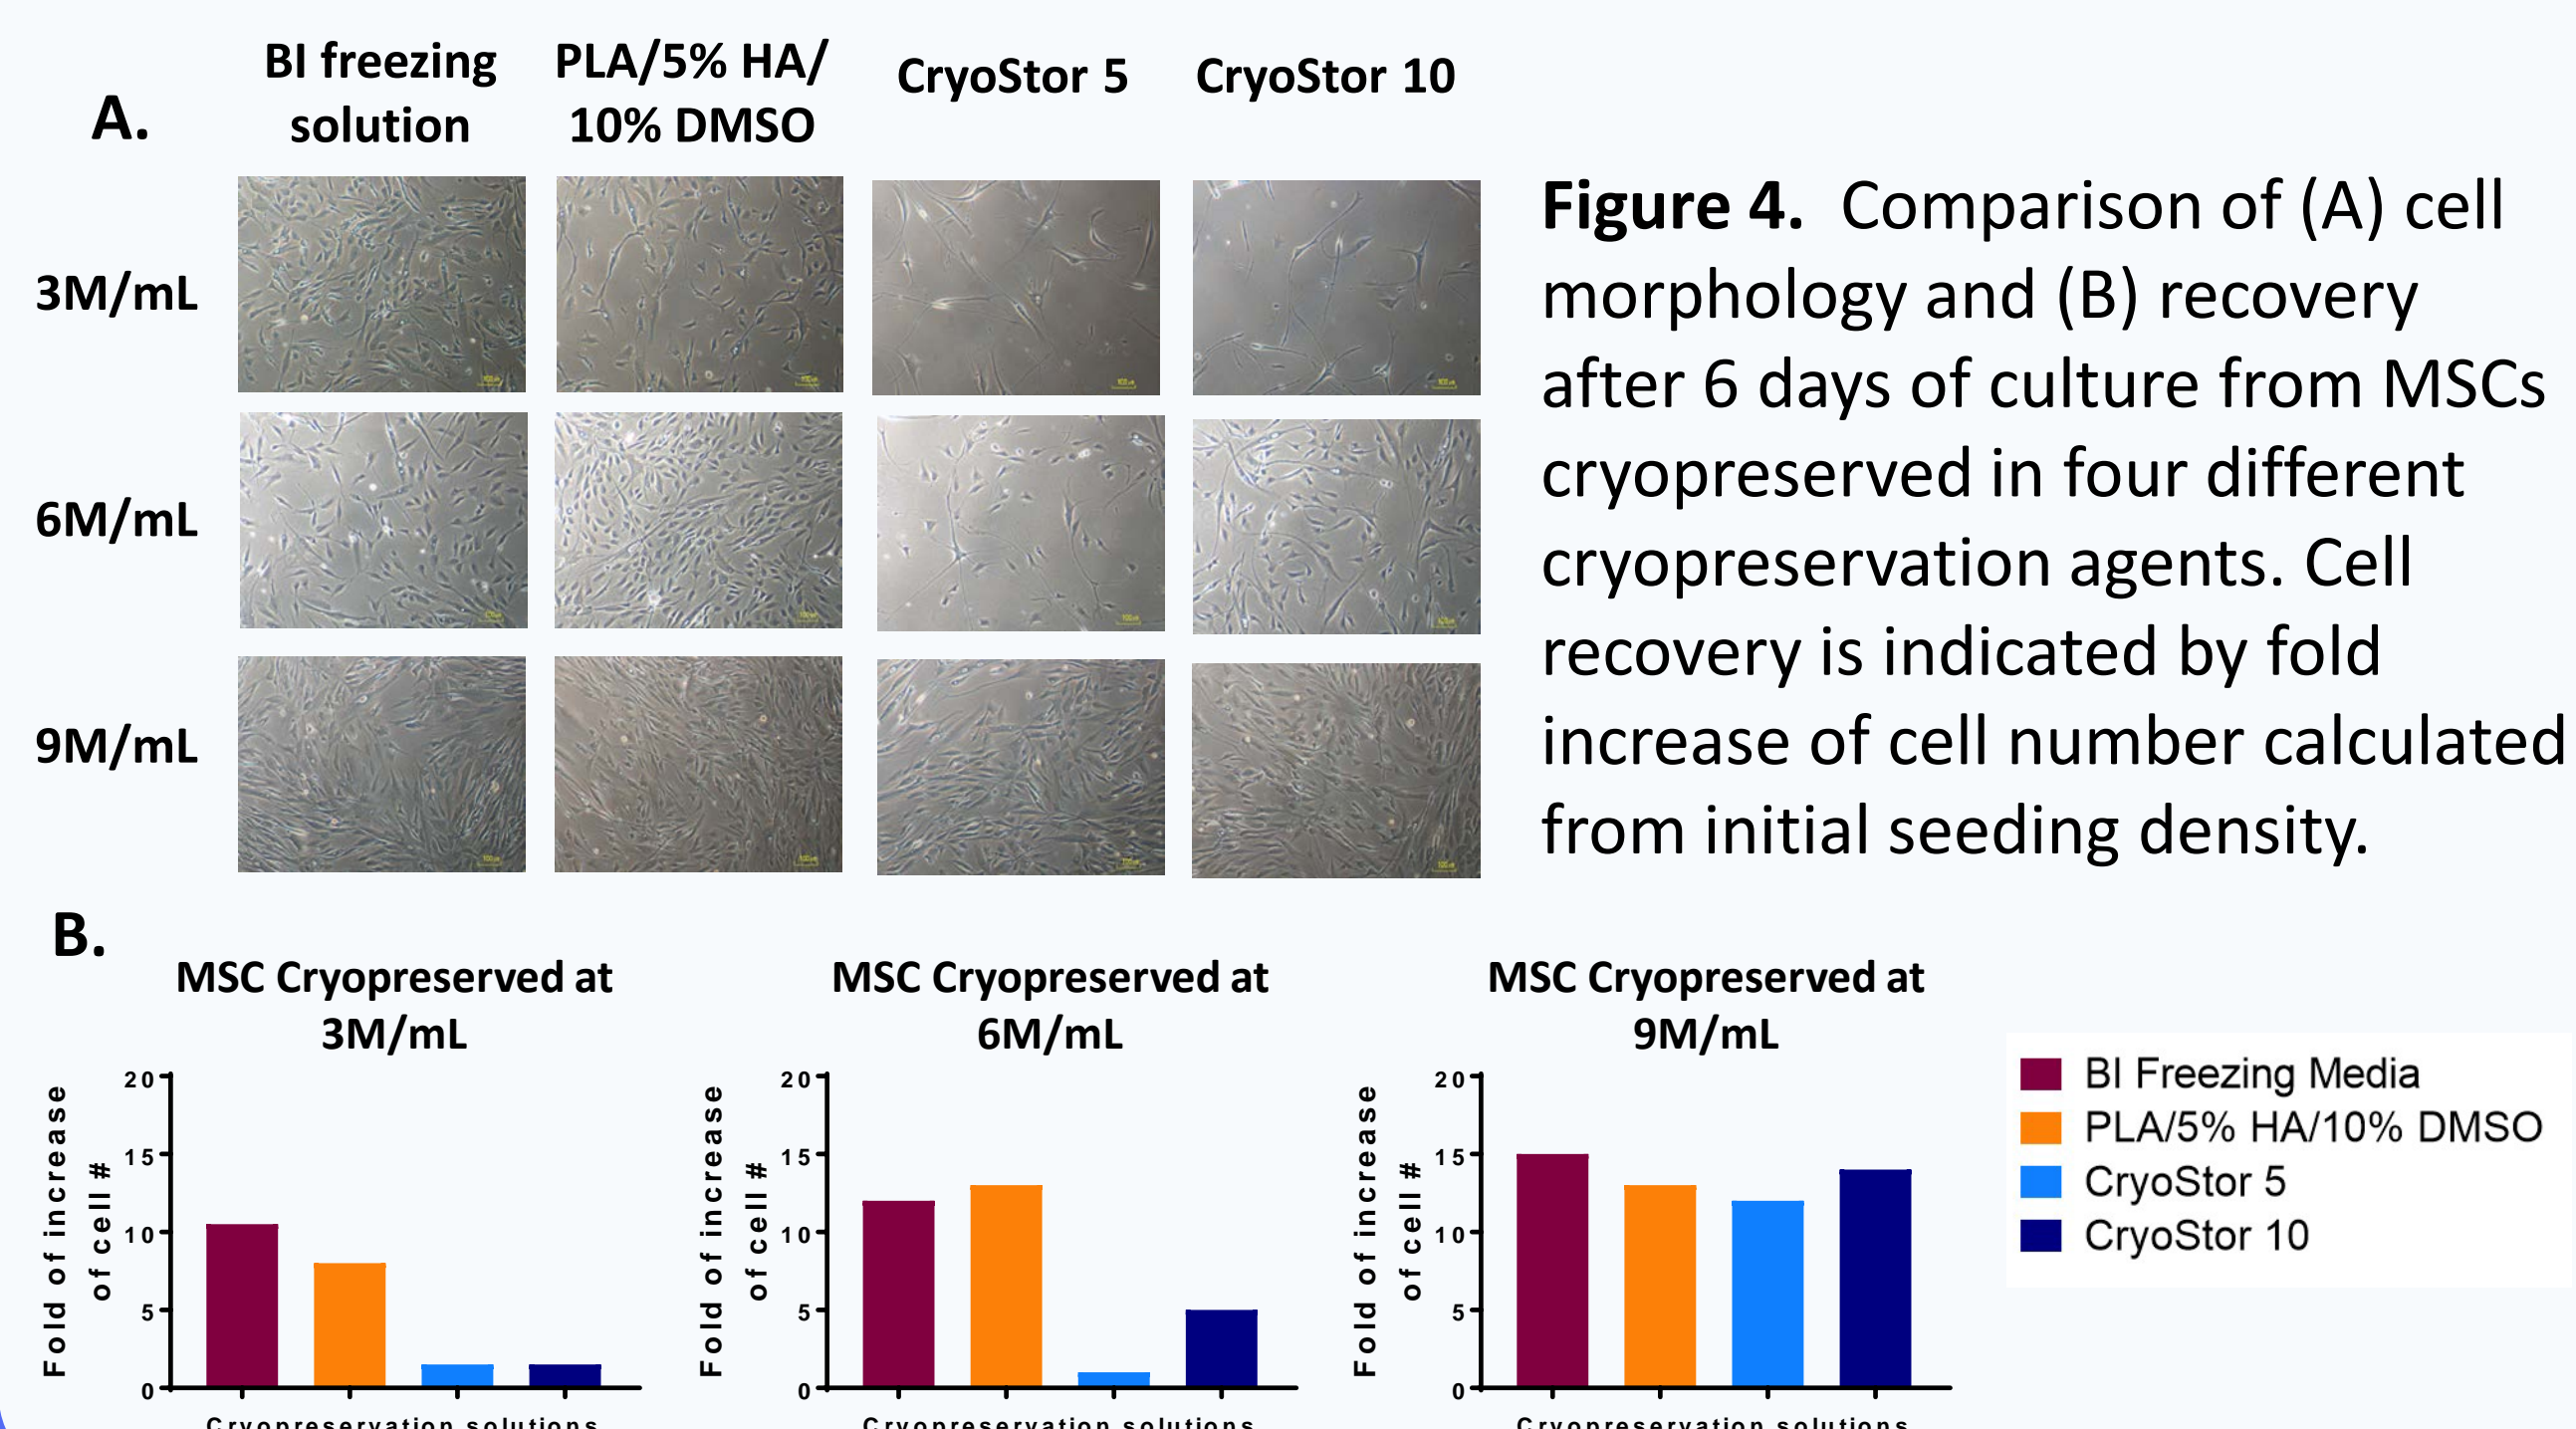 A.
BI freezing
solution
PLA/5% HA/
10% DMSO
CryoStor 5
CryoStor 10
3M/mL
6M/mL
9M/mL
Figure 4. Comparison of (A) cell
morphology and (B) recovery
after 6 days of culture from MSCs
cryopreserved in four different
cryopreservation agents. Cell
recovery is indicated by fold
increase of cell number calculated
from initial seeding density.
B.
MSC Cryopreserved at
3M/mL
Fold of increase
of cell #
20
15
10
5
0
Cryopreservation solutions
MSC Cryopreserved at
6M/mL
Fold of increase
of cell #
20
15
10
5
0
Cryopreservation solutions
MSC Cryopreserved at
9M/mL
Fold of increase
of cell #
20
15
10
5
0
Cryopreservation solutions
BI Freezing Media
PLA/5% HA/10% DMSO
CryoStor 5
CryoStor 10